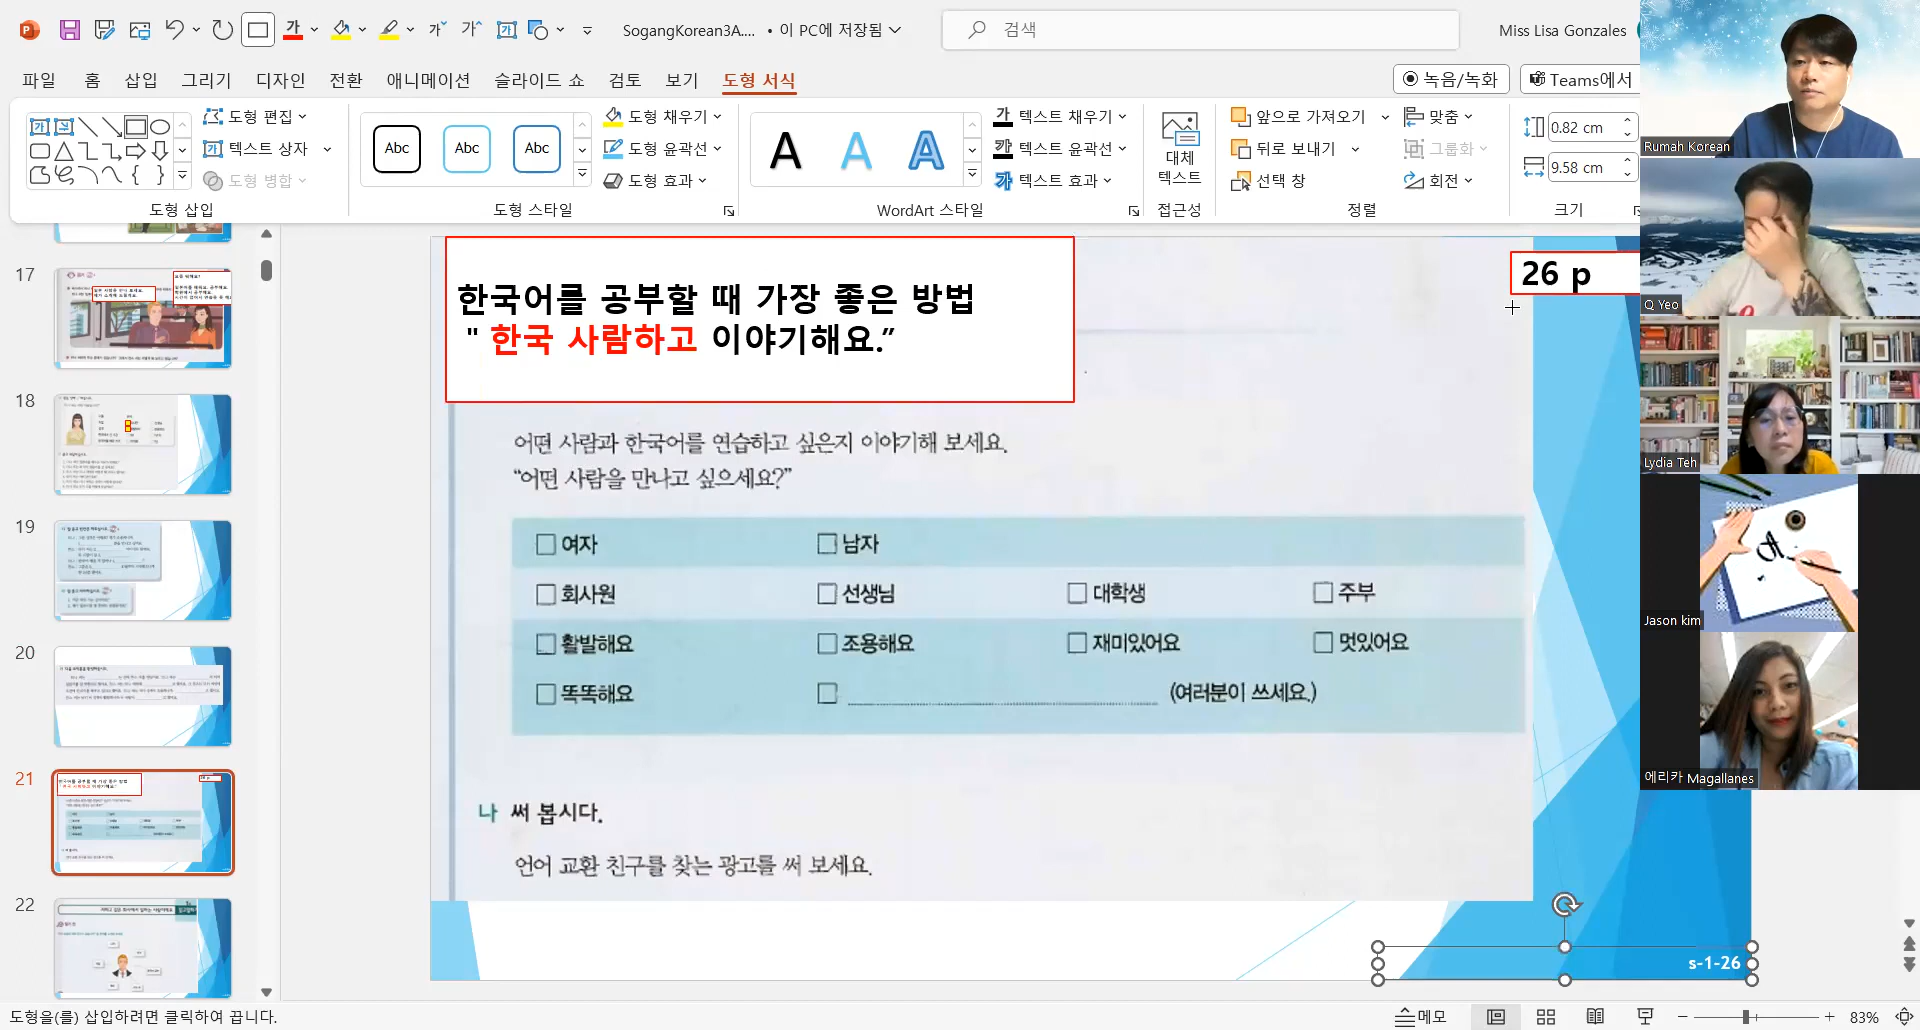 SogangKorean3A.... • 이 PC에 저장됨
검색
Miss Lisa Gonzales
파일 홈 삽입 그리기 디자인 전환 애니메이션 슬라이드 쇼 검토 보기 도형 서식
녹음/녹화 Teams에서
도형 편집
텍스트 상자
도형 병합
도형 삽입
Abc Abc Abc
도형 채우기
도형 윤곽선
도형 효과
도형 스타일
A A A
텍스트 채우기
텍스트 윤곽선
텍스트 효과
WordArt 스타일
대체
텍스트
접근성
앞으로 가져오기
뒤로 보내기
선택 창
맞춤
그룹화
회전
정렬
0.82 cm
9.58 cm
크기
17
18
19
20
21
22
한국어를 공부할 때 가장 좋은 방법
" 한국 사람하고 이야기해요.”
26 p
어떤 사람과 한국어를 연습하고 싶은지 이야기해 보세요.
“어떤 사람을 만나고 싶으세요?”
여자 남자
회사원 선생님 대학생 주부
활발해요 조용해요 재미있어요 멋있어요
똑똑해요 (여러분이 쓰세요.)
나 써 봅시다.
언어 교환 친구를 찾는 광고를 써 보세요.
s-1-26
Rumah Korean
Q Yeo
Lydia Teh
Jason kim
에리카 Magallanes
도형을(를) 삽입하려면 클릭하여 끕니다.
메모
83%